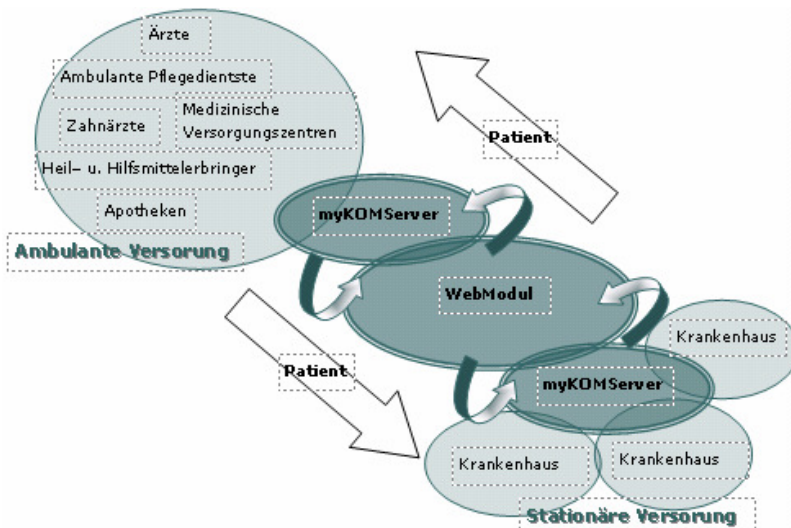 Ärzte
Ambulante Pflegedientste
Zahnärzte
Medizinische
Versorgungszentren
Heil- u. Hilfsmittelerbringer
Apotheken
Ambulante Versorung
Patient
myKOMServer
WebModul
Patient
Krankenhaus
myKOMServer
Krankenhaus
Krankenhaus
Stationäre Versorung